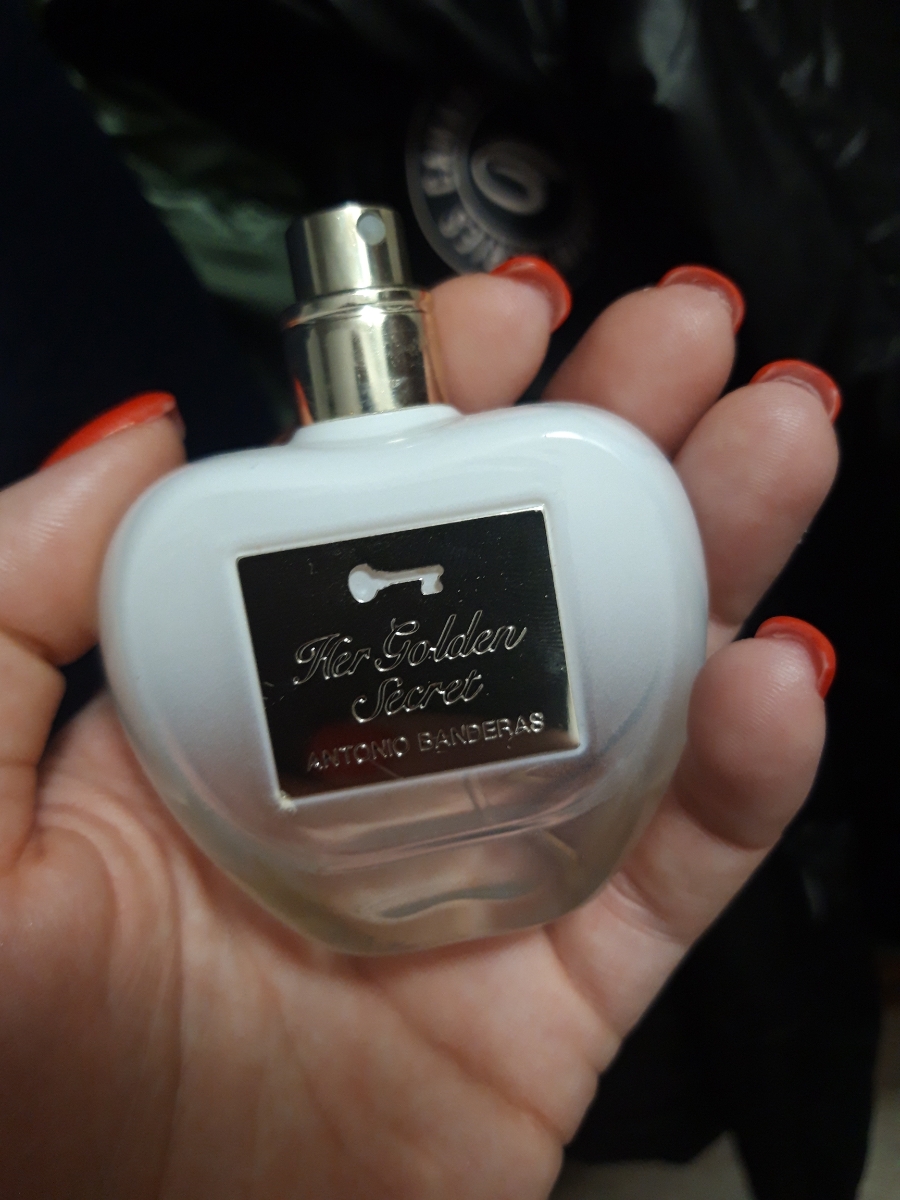 Her Golden
Secret
ANTONIO BANDERAS